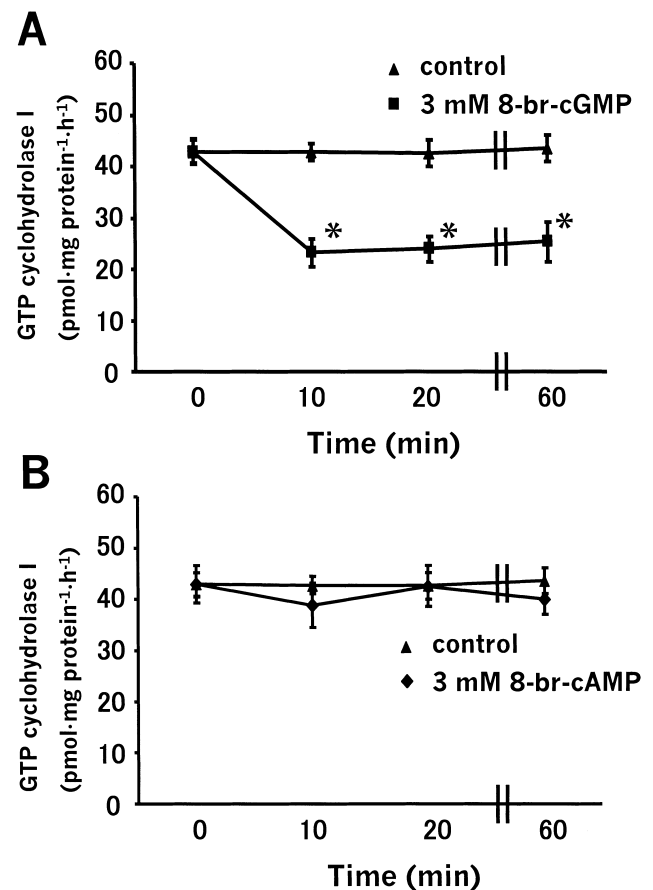 A
60
50
40
30
20
10
0
GTP cyclohydrolase I
(pmol·mg protein⁻¹·h⁻¹)
control
3 mM 8-br-cGMP
*
*
*
0 10 20 60
Time (min)
B
60
50
40
30
20
10
0
GTP cyclohydrolase I
(pmol·mg protein⁻¹·h⁻¹)
control
3 mM 8-br-cAMP
0 10 20 60
Time (min)